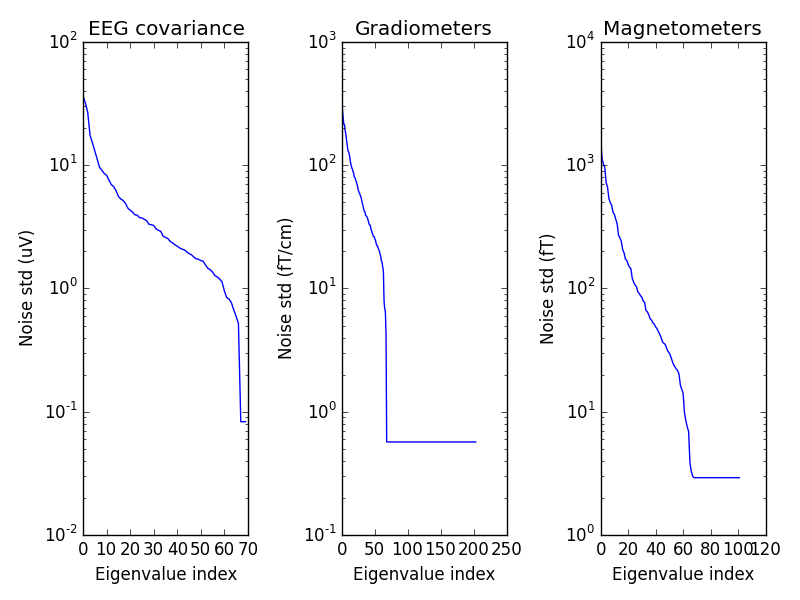 EEG covariance
Noise std (uV)
10^2
10^1
10^0
10^-1
10^-2
0 10 20 30 40 50 60 70
Eigenvalue index
Gradiometers
Noise std (fT/cm)
10^3
10^2
10^1
10^0
10^-1
0 50 100 150 200 250
Eigenvalue index
Magnetometers
Noise std (fT)
10^4
10^3
10^2
10^1
10^0
0 20 40 60 80 100 120
Eigenvalue index